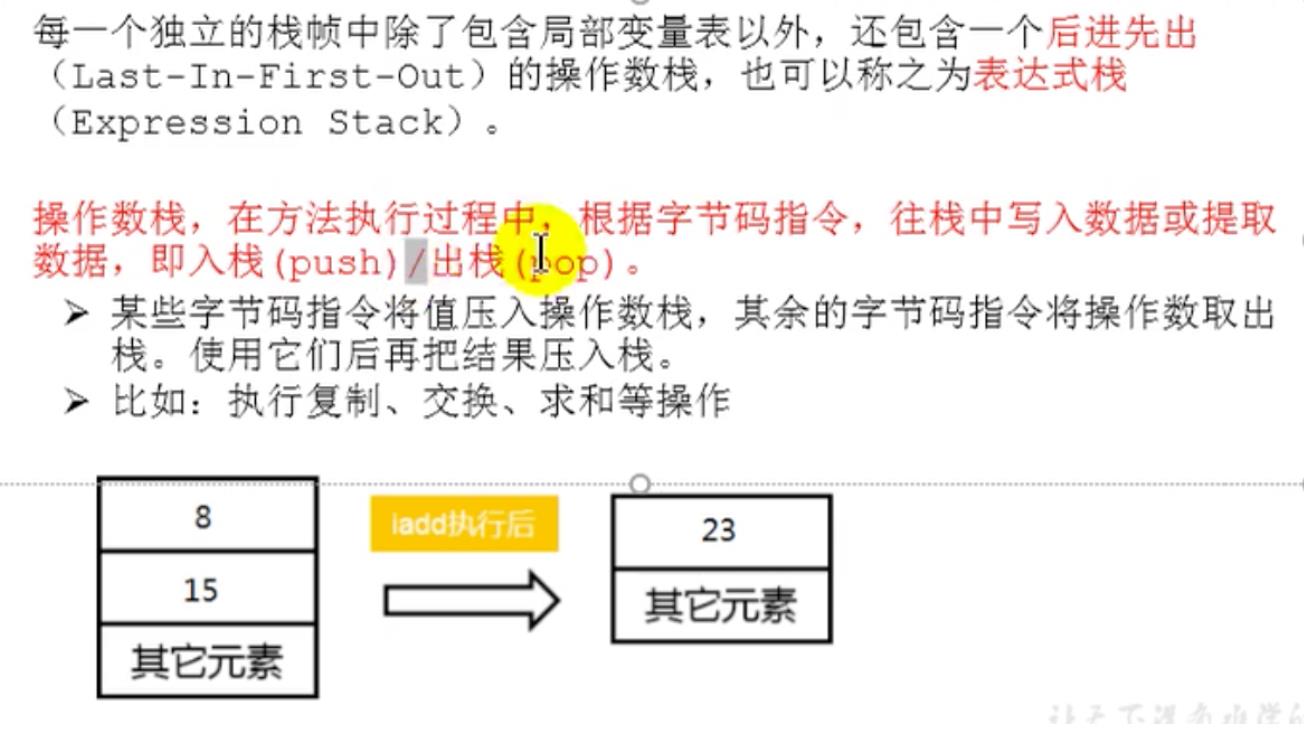 每一个独立的栈帧中除了包含局部变量表以外，还包含一个后进先出
（Last-In-First-Out）的操作数栈，也可以称之为表达式栈
（Expression Stack）。
操作数栈，在方法执行过程中，根据字节码指令，往栈中写入数据或提取
数据，即入栈(push)/出栈(pop)。
➢ 某些字节码指令将值压入操作数栈，其余的字节码指令将操作数取出
栈。使用它们后再把结果压入栈。
➢ 比如：执行复制、交换、求和等操作
8
15
其它元素
iadd执行后
23
其它元素